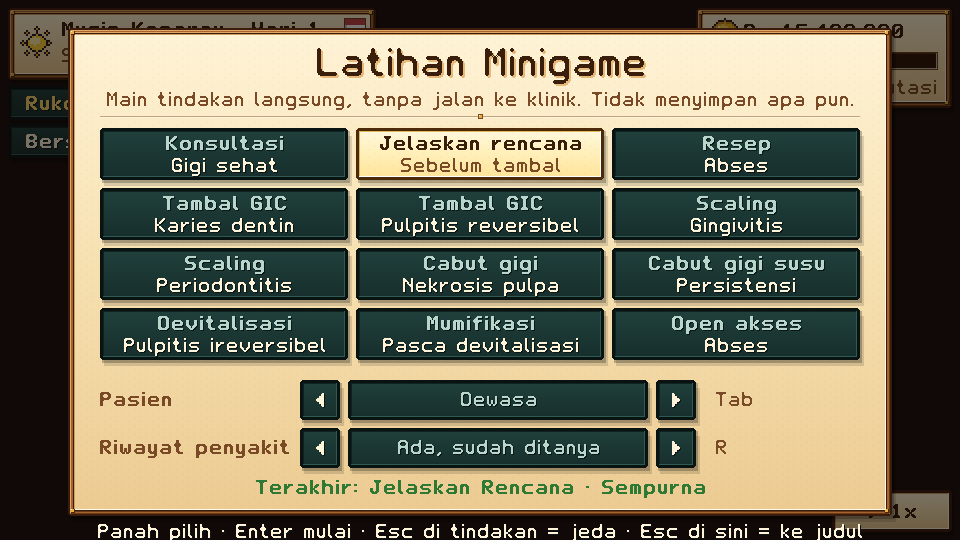 Latihan Minigame
Main tindakan langsung, tanpa jalan ke klinik. Tidak menyimpan apa pun.
Konsultasi
Gigi sehat
Jelaskan rencana
Sebelum tambal
Resep
Abses
Tambal GIC
Karies dentin
Tambal GIC
Pulpitis reversibel
Scaling
Gingivitis
Scaling
Periodontitis
Cabut gigi
Nekrosis pulpa
Cabut gigi susu
Persistensi
Devitalisasi
Pulpitis ireversibel
Mumifikasi
Pasca devitalisasi
Open akses
Abses
Pasien
Dewasa
Tab
Riwayat penyakit
Ada, sudah ditanya
R
Terakhir: Jelaskan Rencana · Sempurna
1x
Panah pilih · Enter mulai · Esc di tindakan = jeda · Esc di sini = ke judul